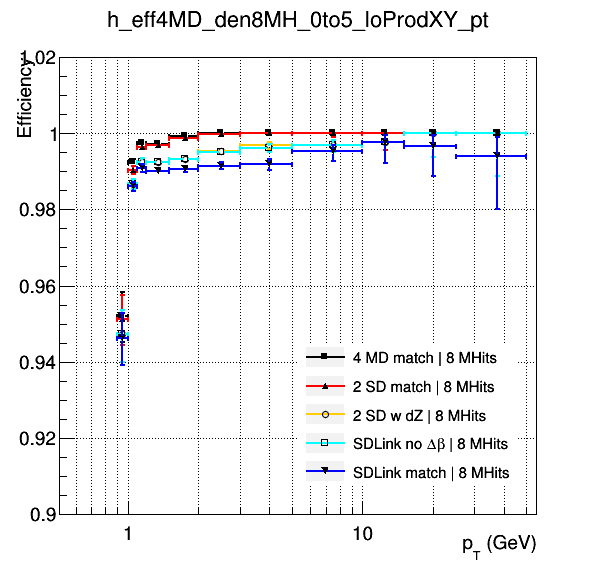 h_eff4MD_den8MH_0to5_loProdXY_pt
Efficiency
1.02
1
0.98
0.96
0.94
0.92
0.9
4 MD match | 8 MHits
2 SD match | 8 MHits
2 SD w dZ | 8 MHits
SDLink no Δβ | 8 MHits
SDLink match | 8 MHits
1
10
p_T (GeV)